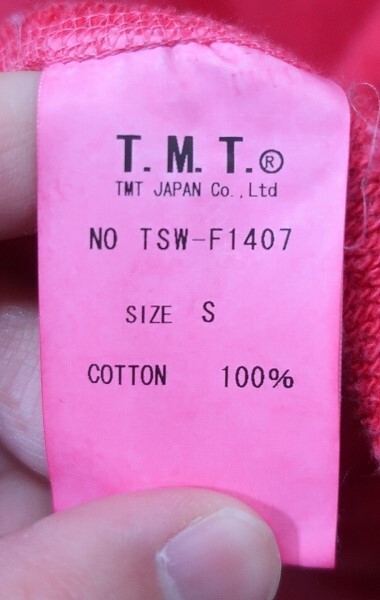 T.M.T.®
TMT JAPAN Co.,Ltd
NO TSW-F1407
SIZE S
COTTON 100%